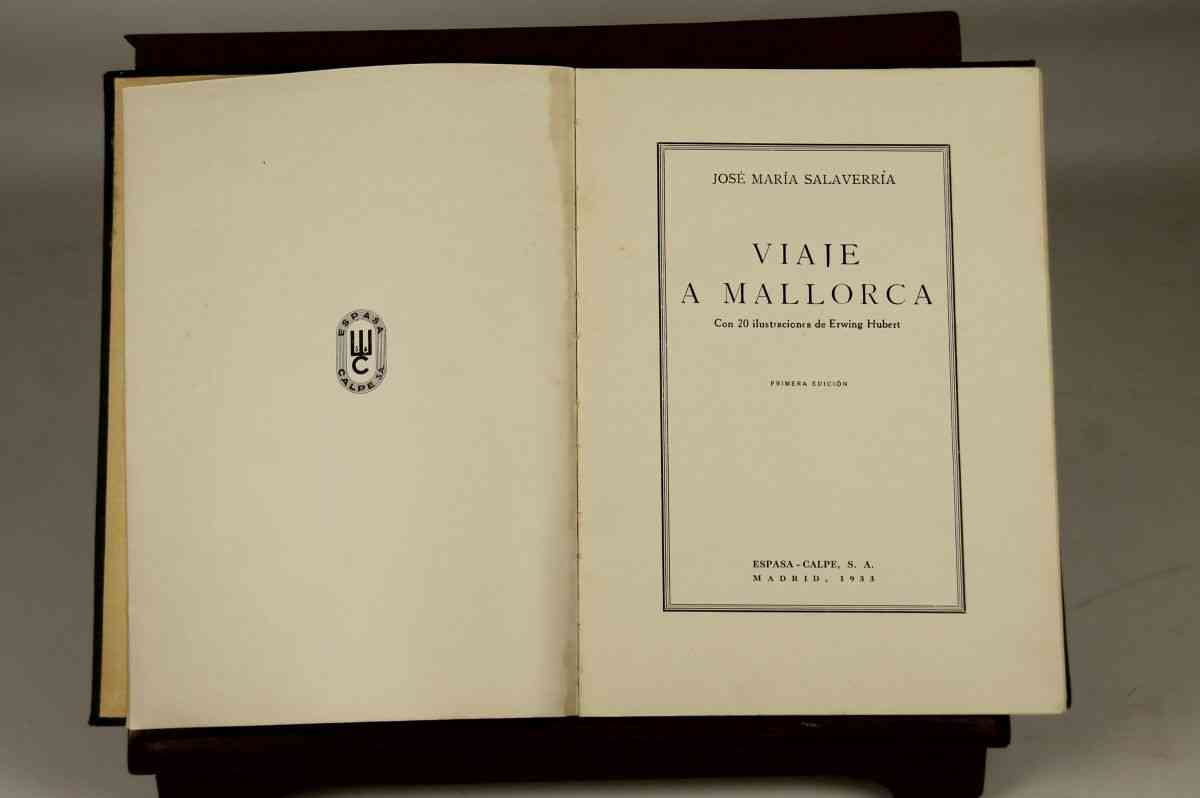 ESPASA
CALPE S.A.
JOSÉ MARÍA SALAVERRÍA
VIAJE
A MALLORCA
Con 20 ilustraciones de Erwing Hubert
PRIMERA EDICIÓN
ESPASA-CALPE, S. A.
MADRID, 1933